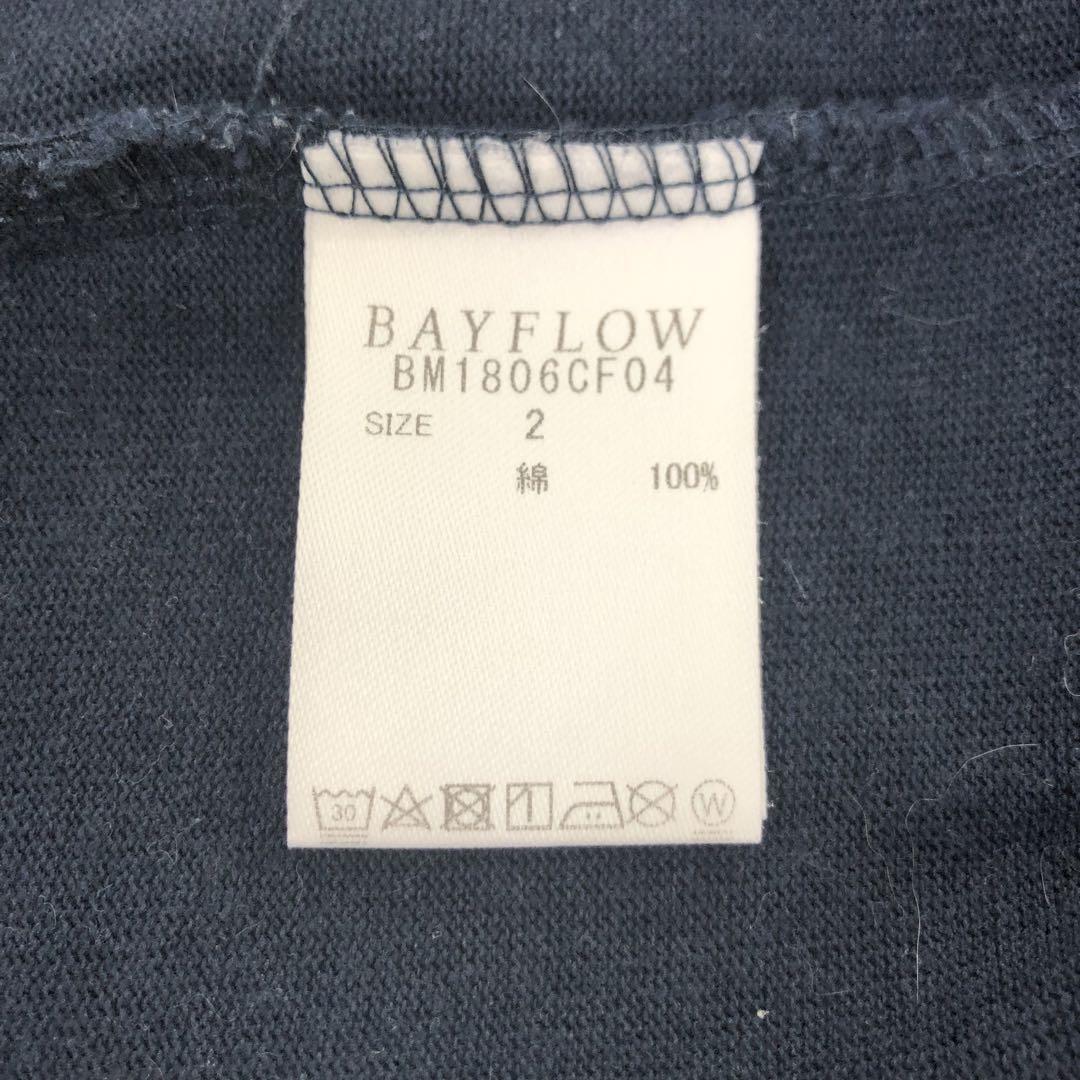 BAYFLOW
BM1806CF04
SIZE 2
綿 100%
30 W